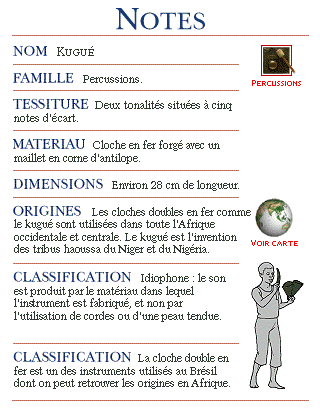 NOTES
NOM KUGUÉ
FAMILLE Percussions.
PERCUSSIONS
TESSITURE Deux tonalités situées à cinq
notes d'écart.
MATERIAU Cloche en fer forgé avec un
maillet en corne d'antilope.
DIMENSIONS Environ 28 cm de longueur.
ORIGINES Les cloches doubles en fer comme
le kugué sont utilisées dans toute l'Afrique
occidentale et centrale. Le kugué est l'invention
des tribus haoussa du Niger et du Nigéria.
VOIR CARTE
CLASSIFICATION Idiophone : le son
est produit par le matériau dans lequel
l'instrument est fabriqué, et non par
l'utilisation de cordes ou d'une peau tendue.
CLASSIFICATION La cloche double en
fer est un des instruments utilisés au Brésil
dont on peut retrouver les origines en Afrique.